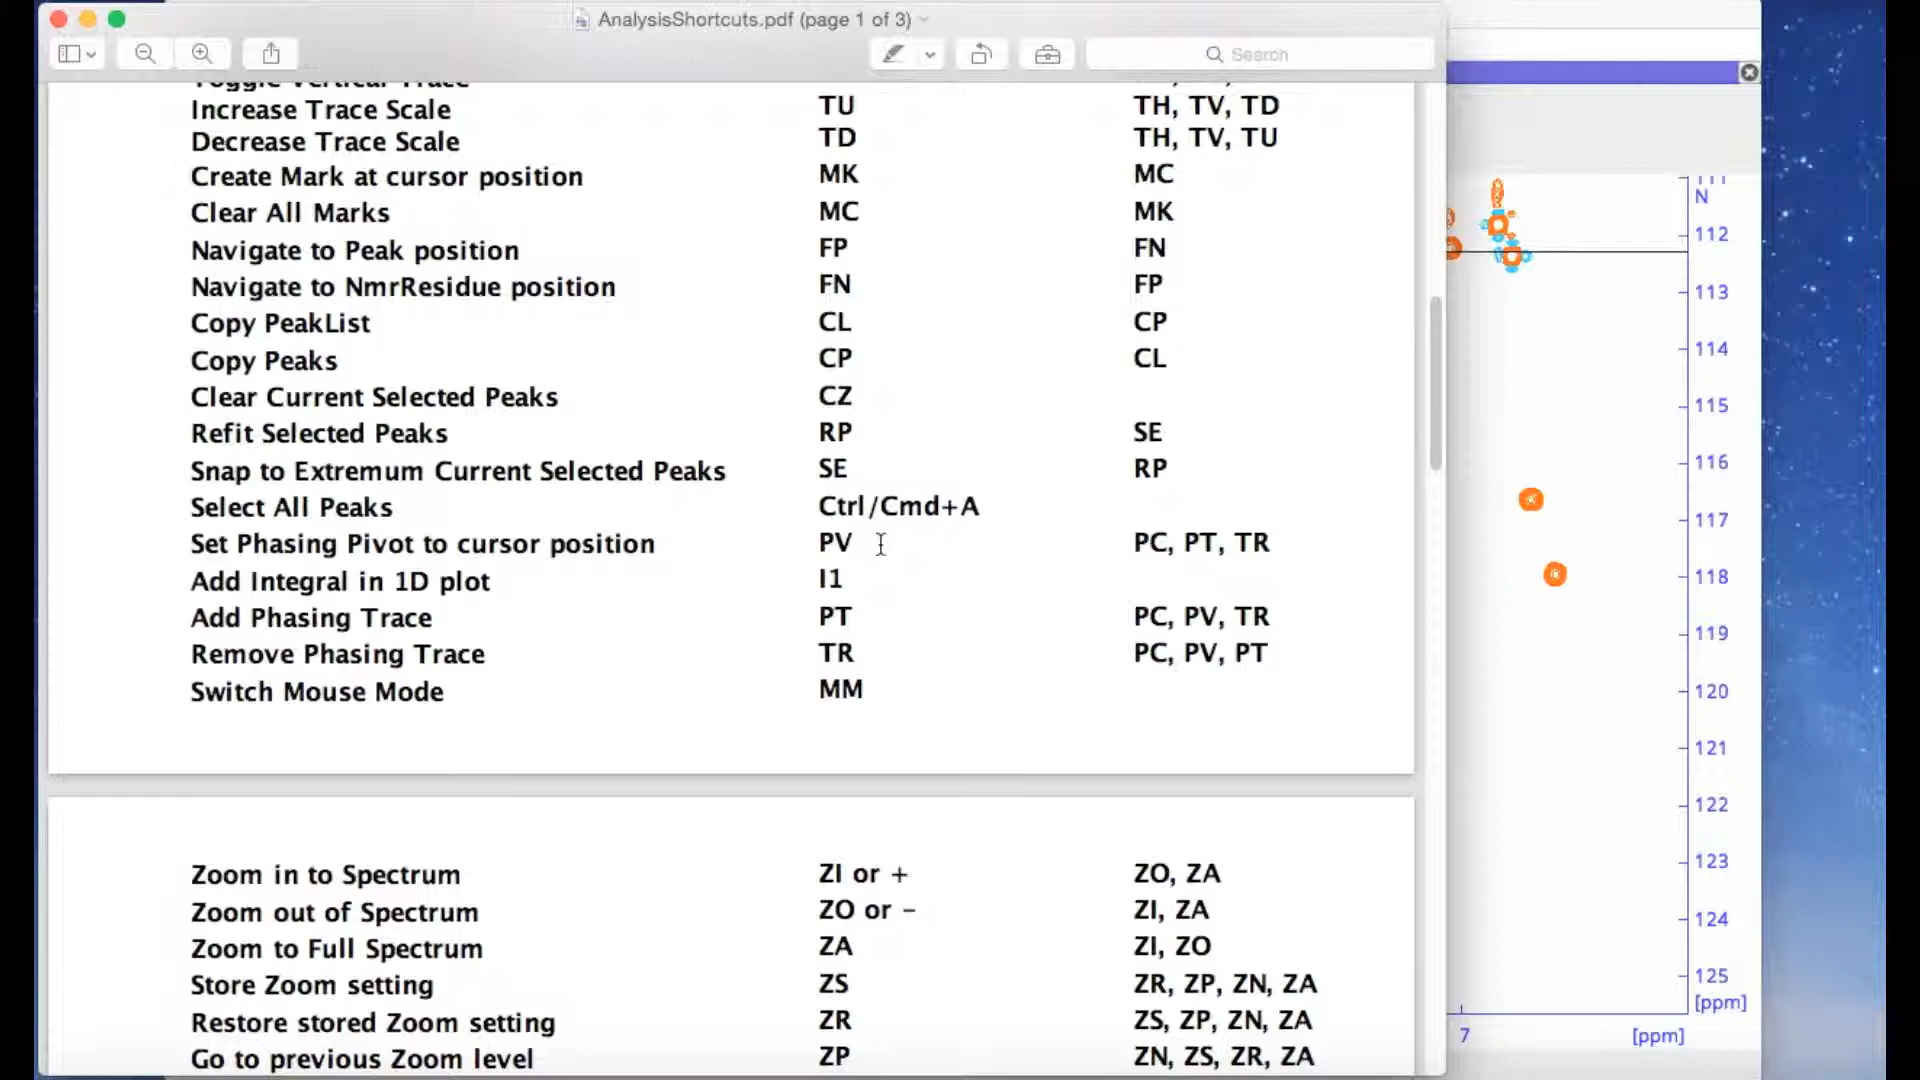 AnalysisShortcuts.pdf (page 1 of 3)
Search
Toggle Vertical Trace
Increase Trace Scale TU TH, TV, TD
Decrease Trace Scale TD TH, TV, TU
Create Mark at cursor position MK MC
Clear All Marks MC MK
Navigate to Peak position FP FN
Navigate to NmrResidue position FN FP
Copy PeakList CL CP
Copy Peaks CP CL
Clear Current Selected Peaks CZ
Refit Selected Peaks RP SE
Snap to Extremum Current Selected Peaks SE RP
Select All Peaks Ctrl/Cmd+A
Set Phasing Pivot to cursor position PV PC, PT, TR
Add Integral in 1D plot I1
Add Phasing Trace PT PC, PV, TR
Remove Phasing Trace TR PC, PV, PT
Switch Mouse Mode MM
Zoom in to Spectrum ZI or + ZO, ZA
Zoom out of Spectrum ZO or - ZI, ZA
Zoom to Full Spectrum ZA ZI, ZO
Store Zoom setting ZS ZR, ZP, ZN, ZA
Restore stored Zoom setting ZR ZS, ZP, ZN, ZA
Go to previous Zoom level ZP ZN, ZS, ZR, ZA
111
N
112
113
114
115
116
117
118
119
120
121
122
123
124
125
[ppm]
7 [ppm]